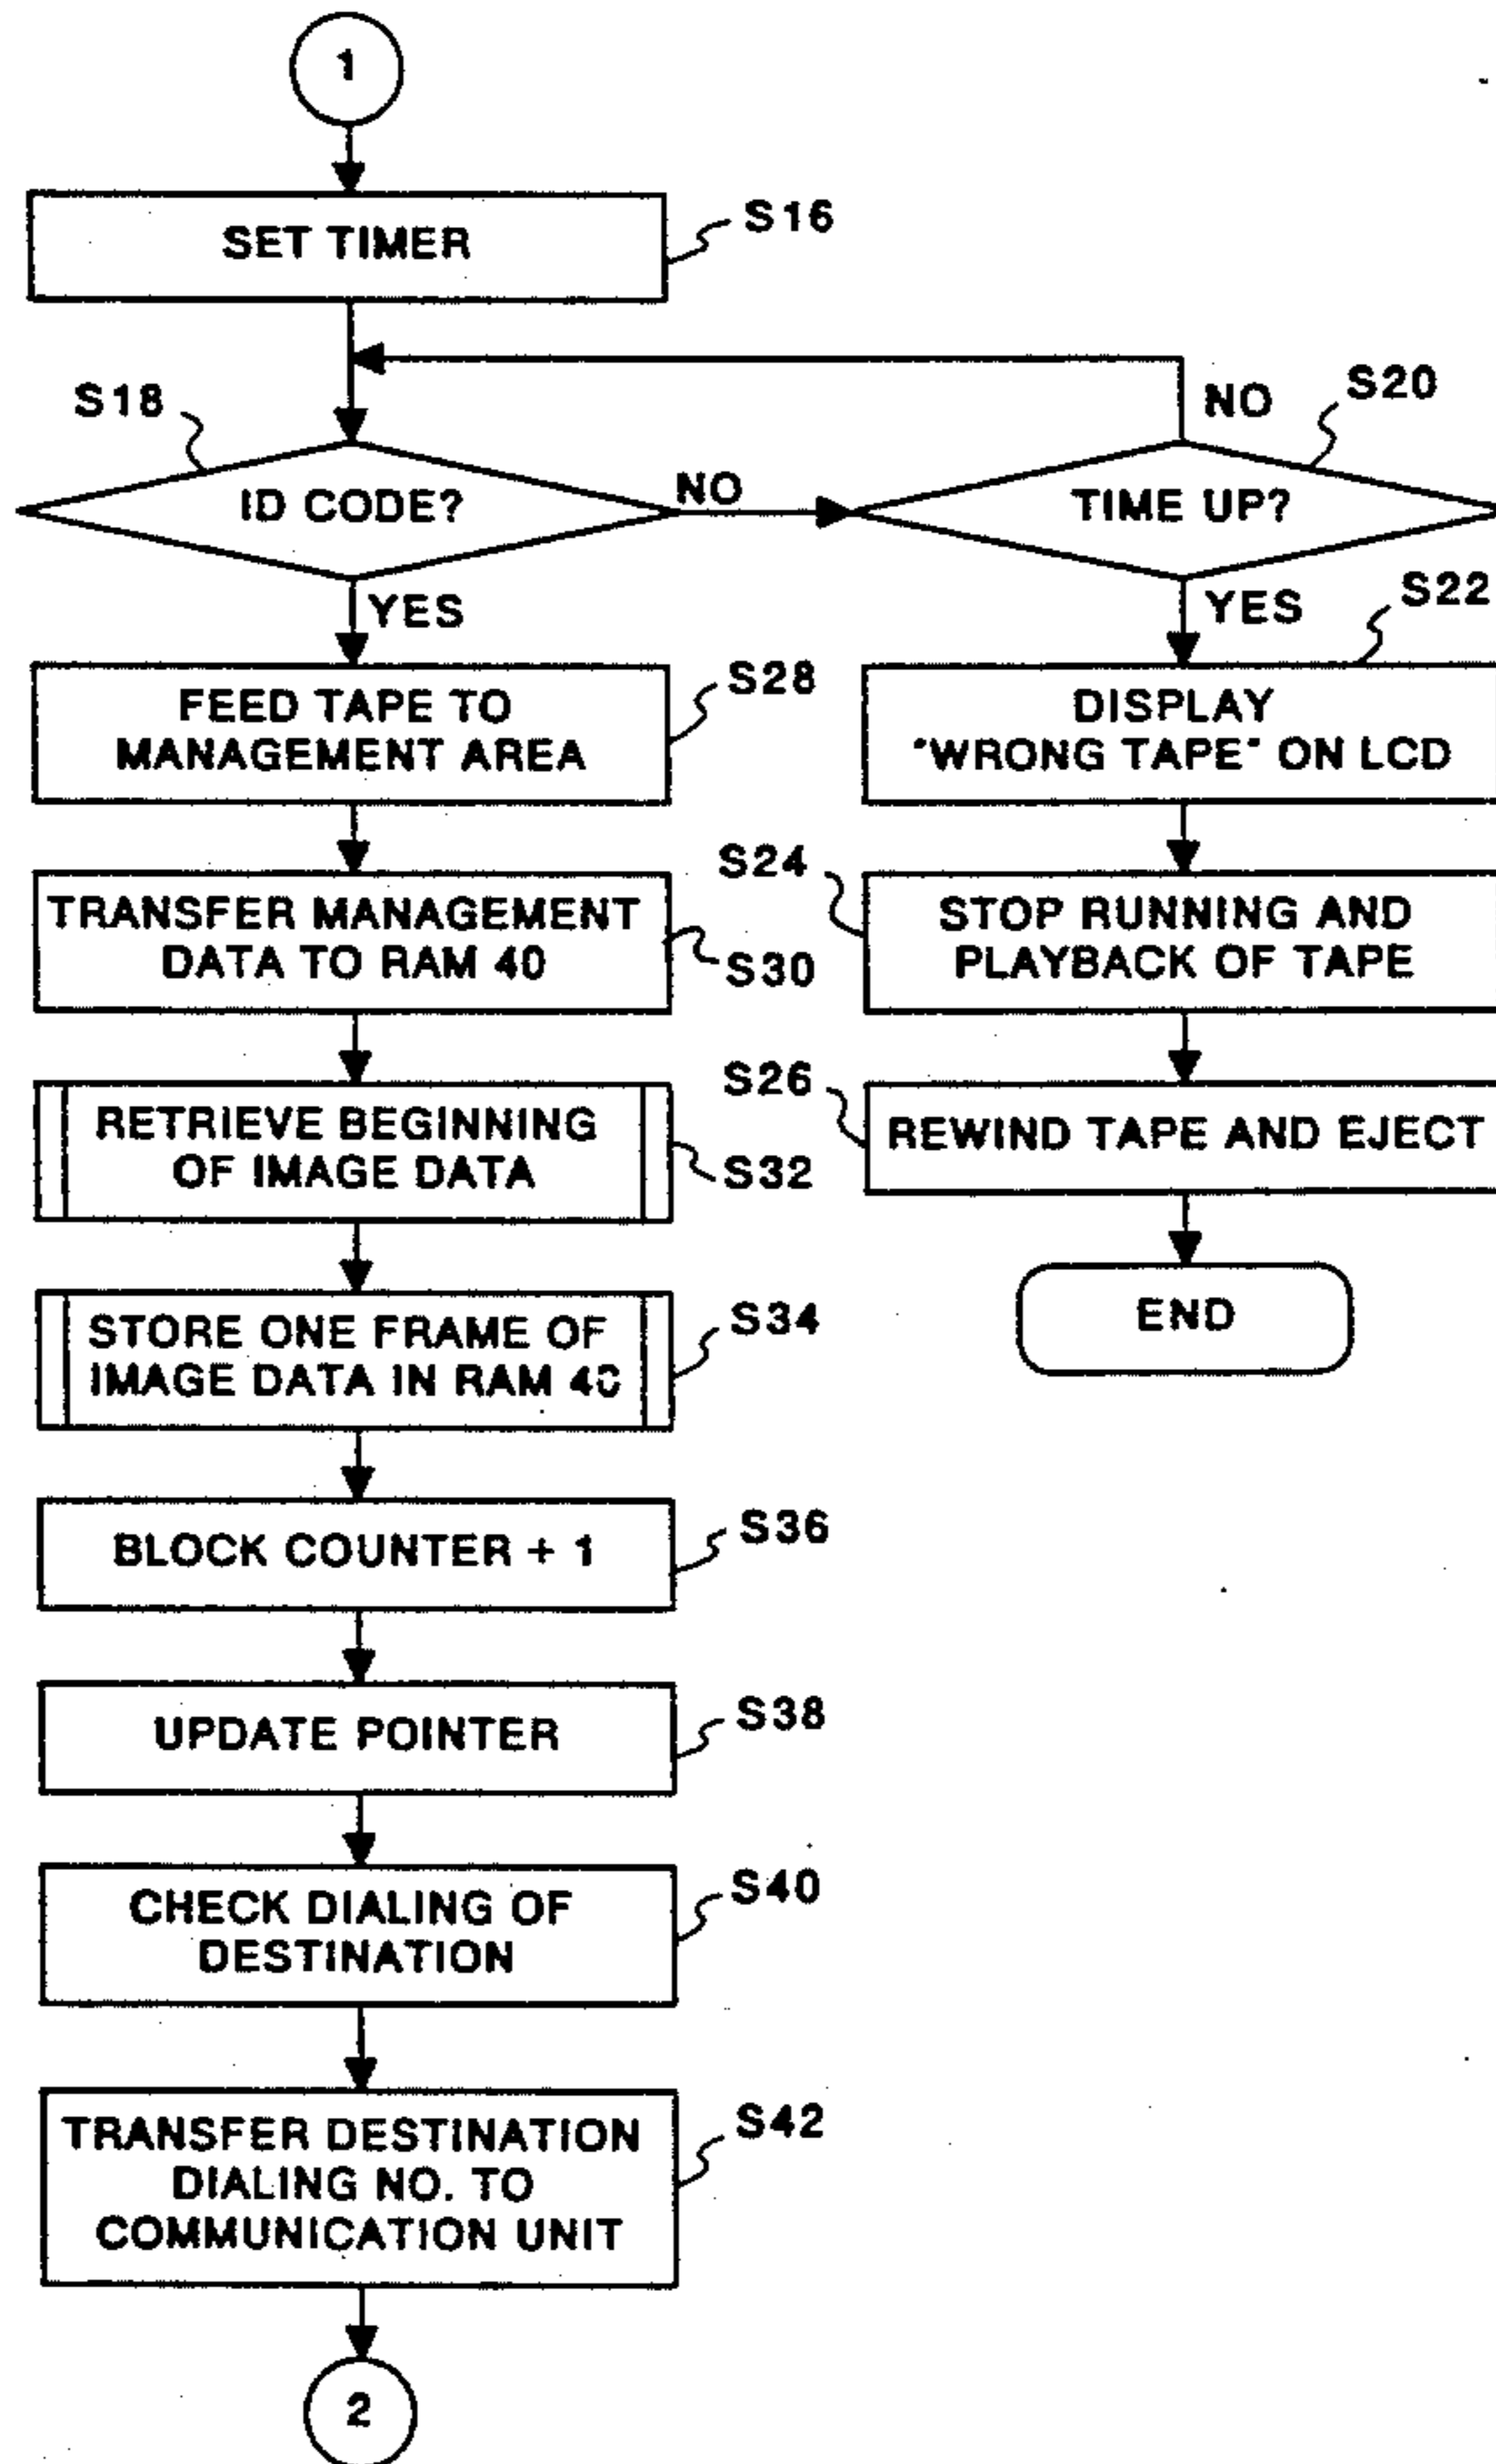 1
SET TIMER
S16
S18
ID CODE?
NO
YES
S20
TIME UP?
NO
YES
FEED TAPE TO
MANAGEMENT AREA
S28
S22
DISPLAY
"WRONG TAPE" ON LCD
TRANSFER MANAGEMENT
DATA TO RAM 40
S30
S24
STOP RUNNING AND
PLAYBACK OF TAPE
RETRIEVE BEGINNING
OF IMAGE DATA
S32
S26
REWIND TAPE AND EJECT
END
STORE ONE FRAME OF
IMAGE DATA IN RAM 40
S34
BLOCK COUNTER + 1
S36
UPDATE POINTER
S38
CHECK DIALING OF
DESTINATION
S40
TRANSFER DESTINATION
DIALING NO. TO
COMMUNICATION UNIT
S42
2